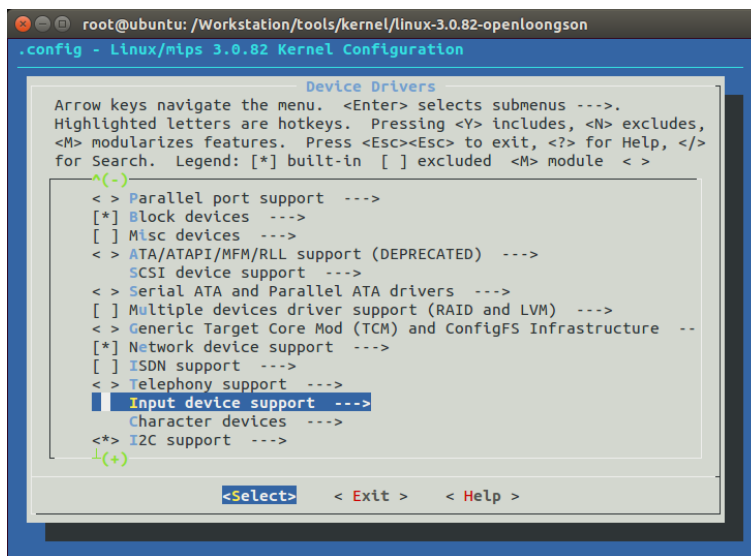 root@ubuntu: /Workstation/tools/kernel/linux-3.0.82-openloongson
.config - Linux/mips 3.0.82 Kernel Configuration
Device Drivers
Arrow keys navigate the menu.  <Enter> selects submenus --->.
Highlighted letters are hotkeys.  Pressing <Y> includes, <N> excludes,
<M> modularizes features.  Press <Esc><Esc> to exit, <?> for Help, </>
for Search.  Legend: [*] built-in  [ ] excluded  <M> module  < >
^(-)
< > Parallel port support  --->
[*] Block devices  --->
[ ] Misc devices  --->
< > ATA/ATAPI/MFM/RLL support (DEPRECATED)  --->
SCSI device support  --->
< > Serial ATA and Parallel ATA drivers  --->
[ ] Multiple devices driver support (RAID and LVM)  --->
< > Generic Target Core Mod (TCM) and ConfigFS Infrastructure  --
[*] Network device support  --->
[ ] ISDN support  --->
< > Telephony support  --->
Input device support  --->
Character devices  --->
<*> I2C support  --->
(+)
<Select>    < Exit >    < Help >